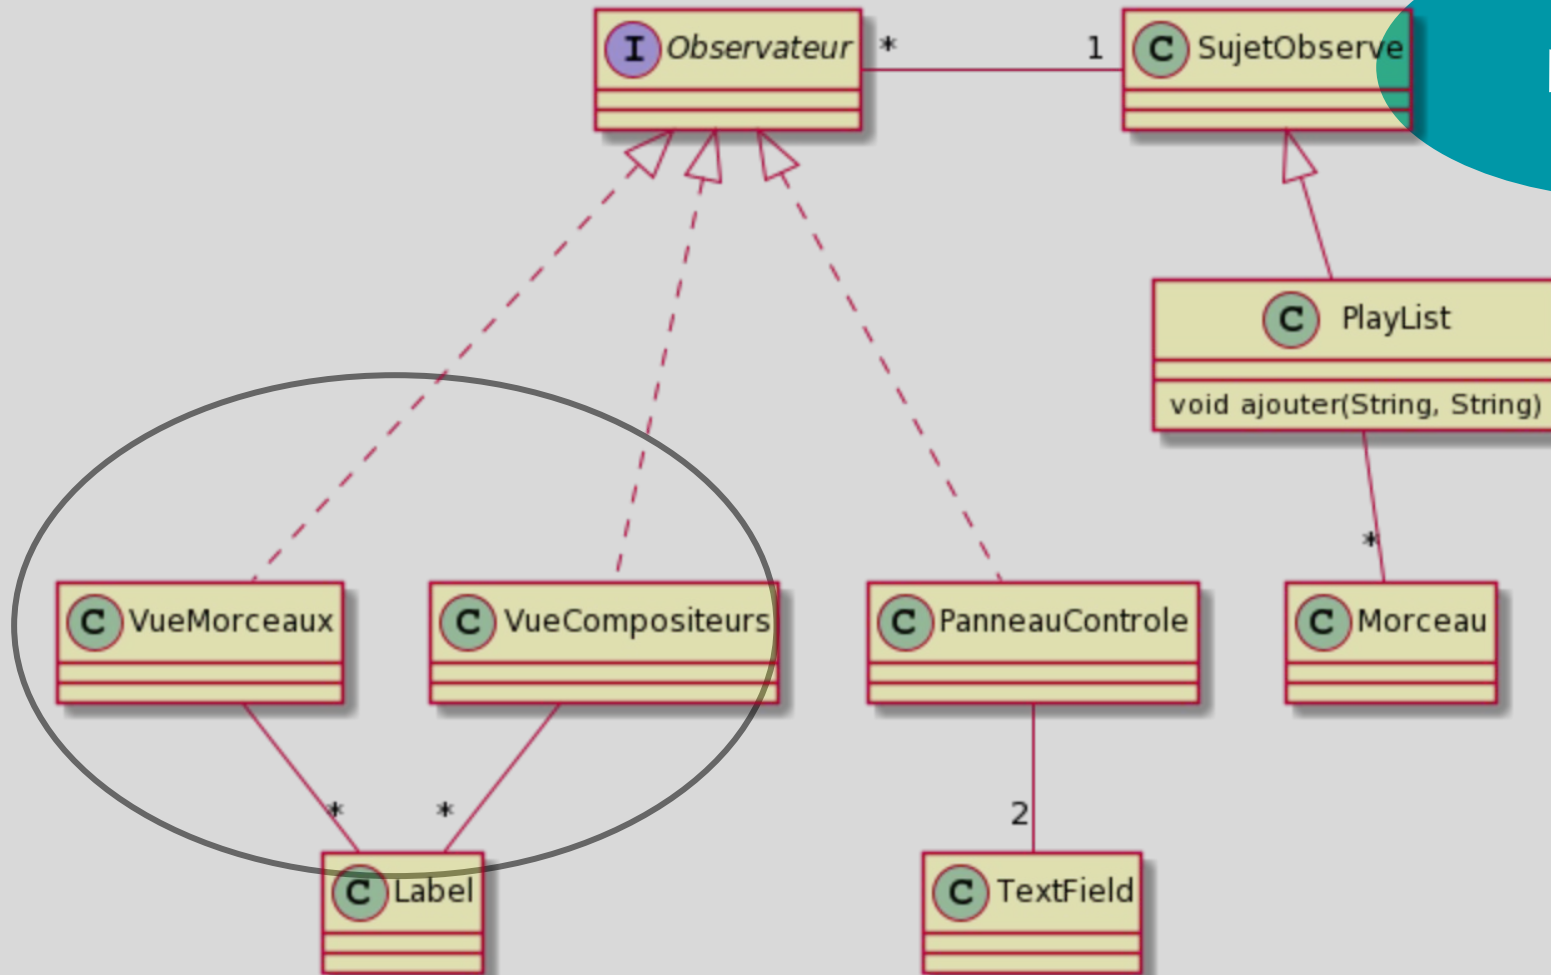 I Observateur * 1 C SujetObserve
C PlayList
void ajouter(String, String)
*
C VueMorceaux C VueCompositeurs C PanneauControle C Morceau
* * 2
C Label C TextField